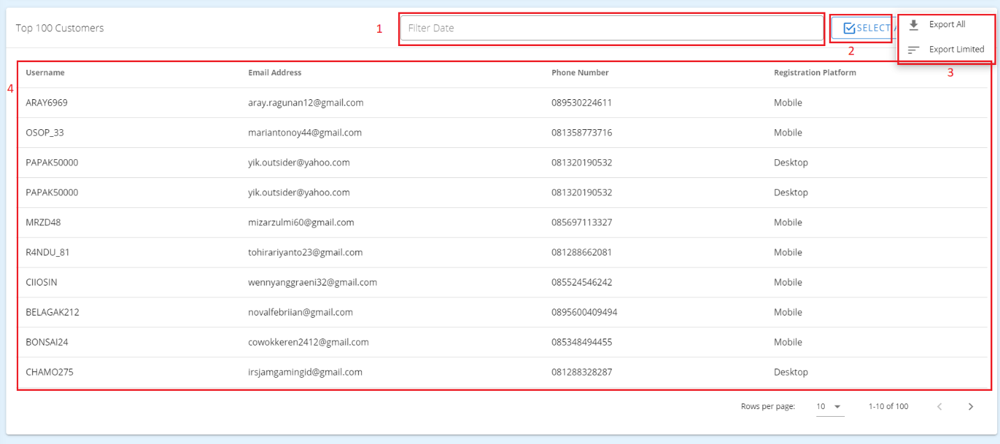 Top 100 Customers 1 Filter Date 2 SELECT Export All
Export Limited
3
4 Username Email Address Phone Number Registration Platform
ARAY6969 aray.ragunan12@gmail.com 089530224611 Mobile
OSOP_33 mariantonoy44@gmail.com 081358773716 Mobile
PAPAK50000 yik.outsider@yahoo.com 081320190532 Desktop
PAPAK50000 yik.outsider@yahoo.com 081320190532 Desktop
MRZD48 mizarzulmi60@gmail.com 085697113327 Mobile
R4NDU_81 tohirariyanto23@gmail.com 081288662081 Mobile
CIIOSIN wennyanggraeni32@gmail.com 085524546242 Mobile
BELAGAK212 novalfebriian@gmail.com 0895600409494 Mobile
BONSAI24 cowokkeren2412@gmail.com 085348494455 Mobile
CHAMO275 irsjamgamingid@gmail.com 081288328287 Desktop
Rows per page: 10 1-10 of 100